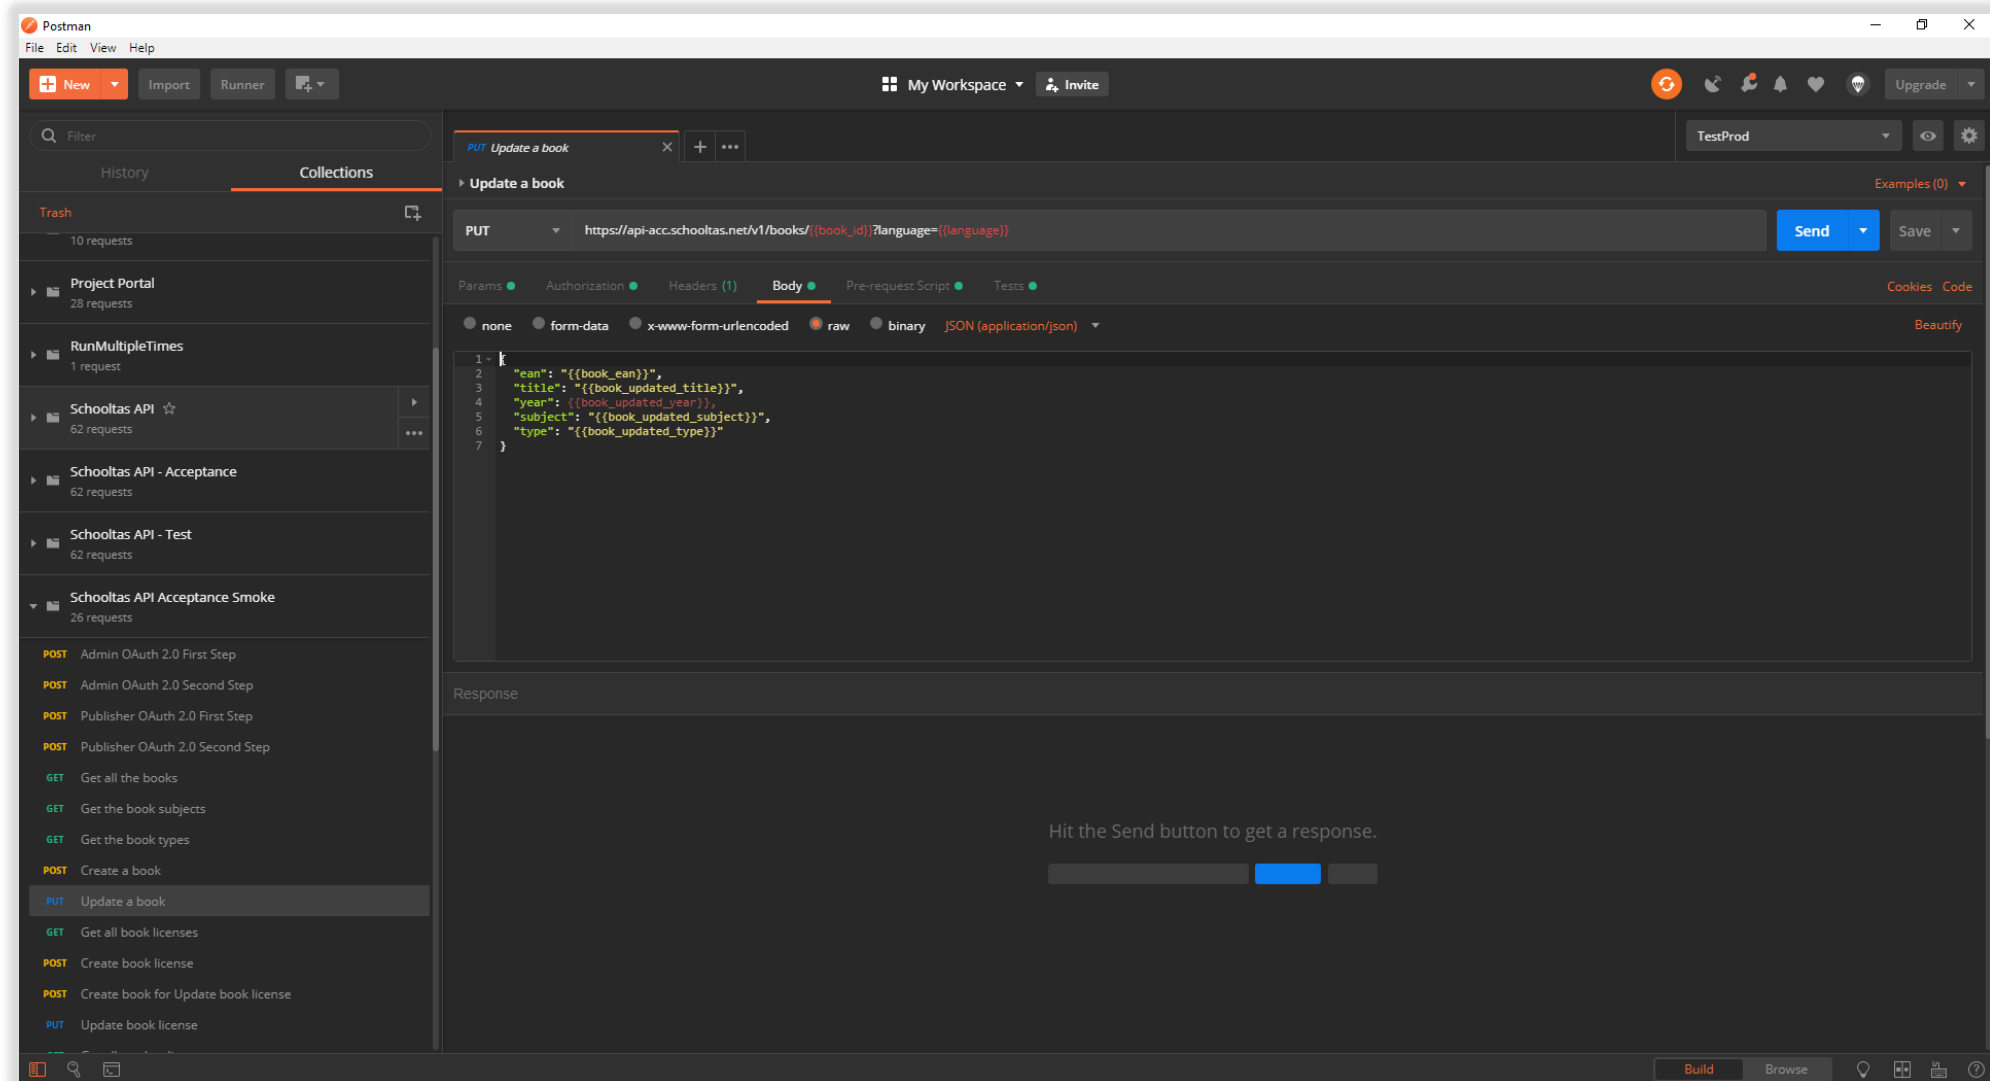 Postman
File Edit View Help
New
Import
Runner
My Workspace
Invite
Upgrade
Filter
History
Collections
Trash
10 requests
Project Portal
28 requests
RunMultipleTimes
1 request
Schooltas API
62 requests
Schooltas API - Acceptance
62 requests
Schooltas API - Test
62 requests
Schooltas API Acceptance Smoke
26 requests
POST Admin OAuth 2.0 First Step
POST Admin OAuth 2.0 Second Step
POST Publisher OAuth 2.0 First Step
POST Publisher OAuth 2.0 Second Step
GET Get all the books
GET Get the book subjects
GET Get the book types
POST Create a book
PUT Update a book
GET Get all book licenses
POST Create book license
POST Create book for Update book license
PUT Update book license
PUT Update a book
TestProd
Update a book
Examples (0)
PUT
https://api-acc.schooltas.net/v1/books/{{book_id}}?language={{language}}
Send
Save
Params
Authorization
Headers (1)
Body
Pre-request Script
Tests
Cookies Code
none
form-data
x-www-form-urlencoded
raw
binary
JSON (application/json)
Beautify
1 {
2 "ean": "{{book_ean}}",
3 "title": "{{book_updated_title}}",
4 "year": {{book_updated_year}},
5 "subject": "{{book_updated_subject}}",
6 "type": "{{book_updated_type}}"
7 }
Response
Hit the Send button to get a response.
Build
Browse